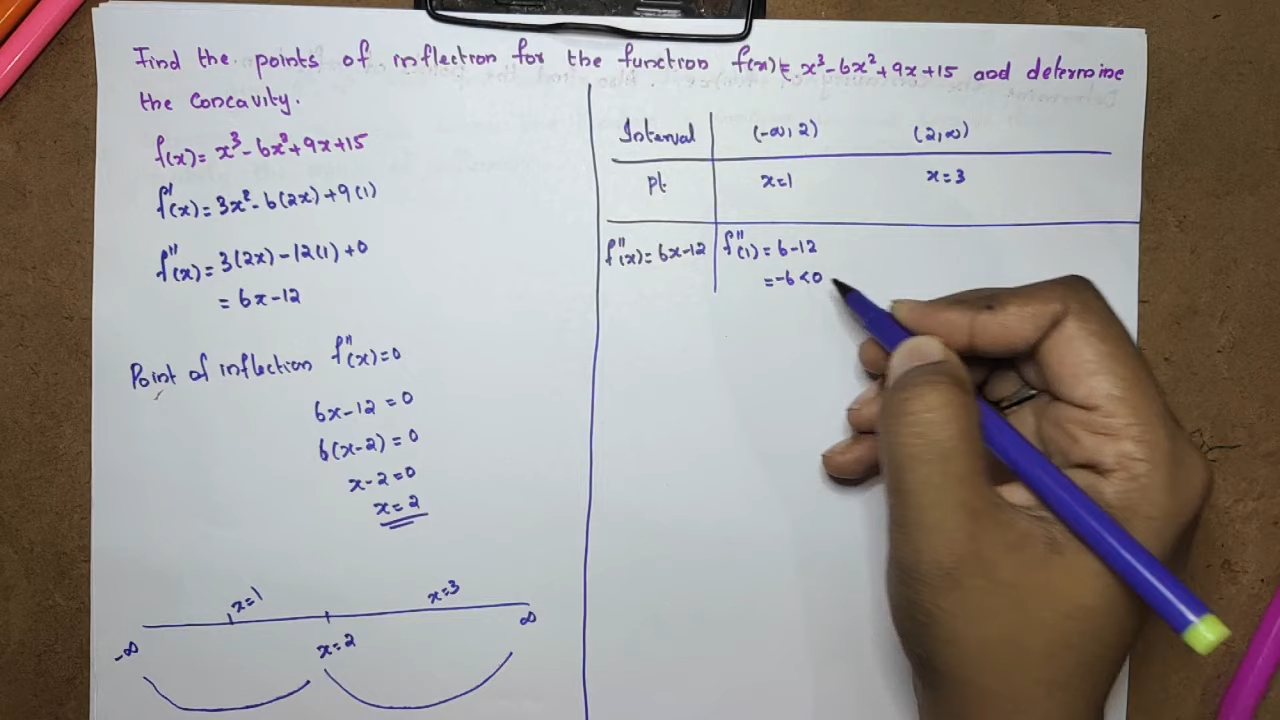 Find the points of inflection for the function f(x)= x³-6x²+9x+15 and determine
the concavity.
f(x)= x³-6x²+9x+15
f'(x)= 3x²-6(2x)+9(1)
f''(x)= 3(2x)-12(1)+0
= 6x-12
Point of inflection f''(x)=0
6x-12=0
6(x-2)=0
x-2=0
x=2
x=1 x=3
-∞ x=2 ∞
Interval (-∞,2) (2,∞)
pt x=1 x=3
f''(x)=6x-12 f''(1)=6-12
=-6<0